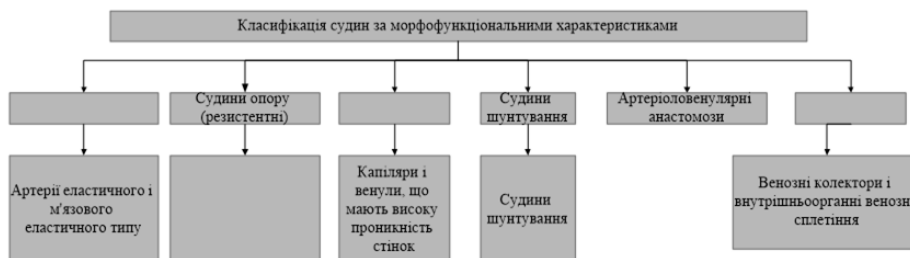 Класифікація судин за морфофункціональними характеристиками
Судини опору
(резистентні)
Судини
шунтування
Артеріоловенулярні
анастомози
Артерії еластичного і
м'язового
еластичного типу
Капіляри і
венули, що
мають високу
проникність
стінок
Судини
шунтування
Венозні колектори і
внутрішньоорганні венозн
сплетіння